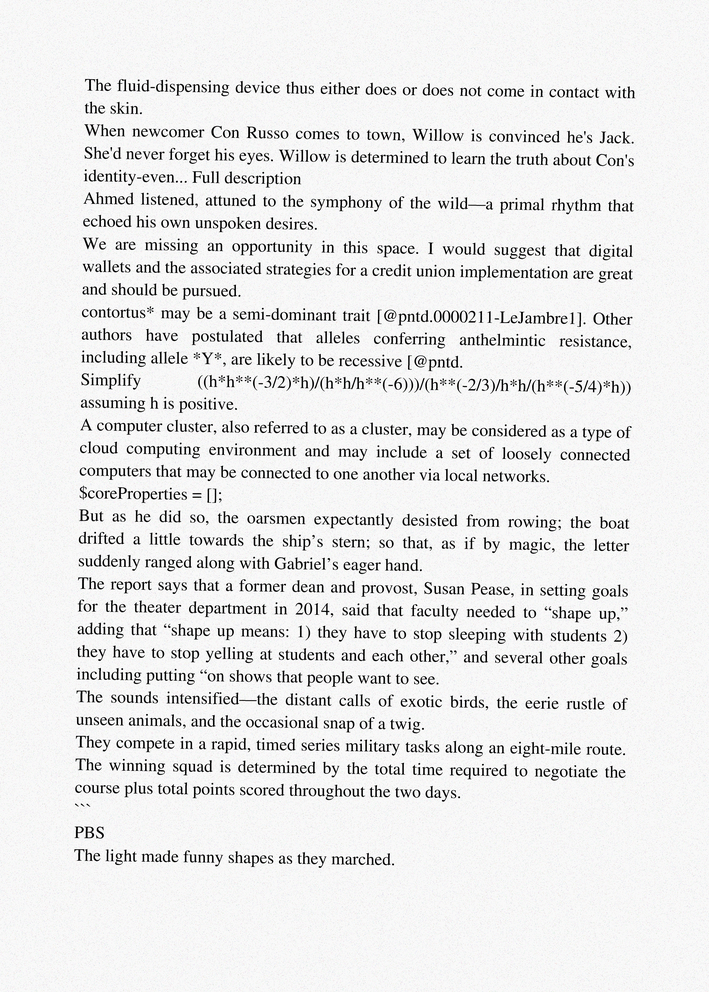 The fluid-dispensing device thus either does or does not come in contact with
the skin.
When newcomer Con Russo comes to town, Willow is convinced he's Jack.
She'd never forget his eyes. Willow is determined to learn the truth about Con's
identity-even... Full description
Ahmed listened, attuned to the symphony of the wild—a primal rhythm that
echoed his own unspoken desires.
We are missing an opportunity in this space. I would suggest that digital
wallets and the associated strategies for a credit union implementation are great
and should be pursued.
contortus* may be a semi-dominant trait [@pntd.0000211-LeJambre1]. Other
authors have postulated that alleles conferring anthelmintic resistance,
including allele *Y*, are likely to be recessive [@pntd.
Simplify ((h*h**(-3/2)*h)/(h*h/h**(-6)))/(h**(-2/3)/h*h/(h**(-5/4)*h))
assuming h is positive.
A computer cluster, also referred to as a cluster, may be considered as a type of
cloud computing environment and may include a set of loosely connected
computers that may be connected to one another via local networks.
$coreProperties = [];
But as he did so, the oarsmen expectantly desisted from rowing; the boat
drifted a little towards the ship’s stern; so that, as if by magic, the letter
suddenly ranged along with Gabriel’s eager hand.
The report says that a former dean and provost, Susan Pease, in setting goals
for the theater department in 2014, said that faculty needed to “shape up,”
adding that “shape up means: 1) they have to stop sleeping with students 2)
they have to stop yelling at students and each other,” and several other goals
including putting “on shows that people want to see.
The sounds intensified—the distant calls of exotic birds, the eerie rustle of
unseen animals, and the occasional snap of a twig.
They compete in a rapid, timed series military tasks along an eight-mile route.
The winning squad is determined by the total time required to negotiate the
course plus total points scored throughout the two days.
```
PBS
The light made funny shapes as they marched.